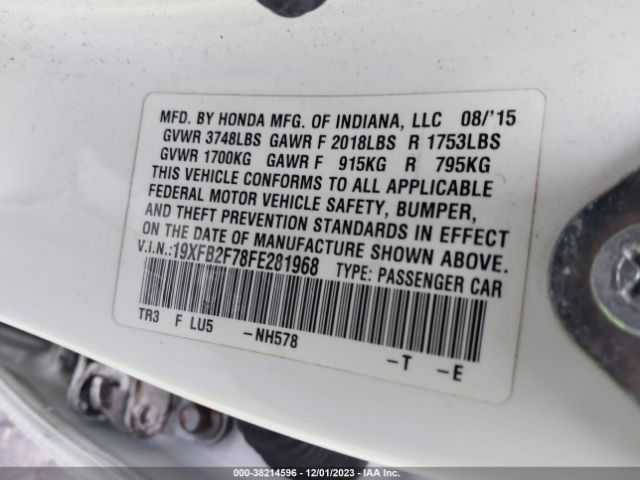 MFD. BY HONDA MFG. OF INDIANA, LLC 08/'15
GVWR 3748LBS GAWR F 2018LBS R 1753LBS
GVWR 1700KG GAWR F 915KG R 795KG
THIS VEHICLE CONFORMS TO ALL APPLICABLE
FEDERAL MOTOR VEHICLE SAFETY, BUMPER,
AND THEFT PREVENTION STANDARDS IN EFFECT
ON THE DATE OF MANUFACTURE SHOWN ABOVE.
V.I.N.:19XFB2F78FE281968 TYPE: PASSENGER CAR
TR3 F LU5 -NH578 -T -E
000-38214596 - 12/01/2023 - IAA Inc.